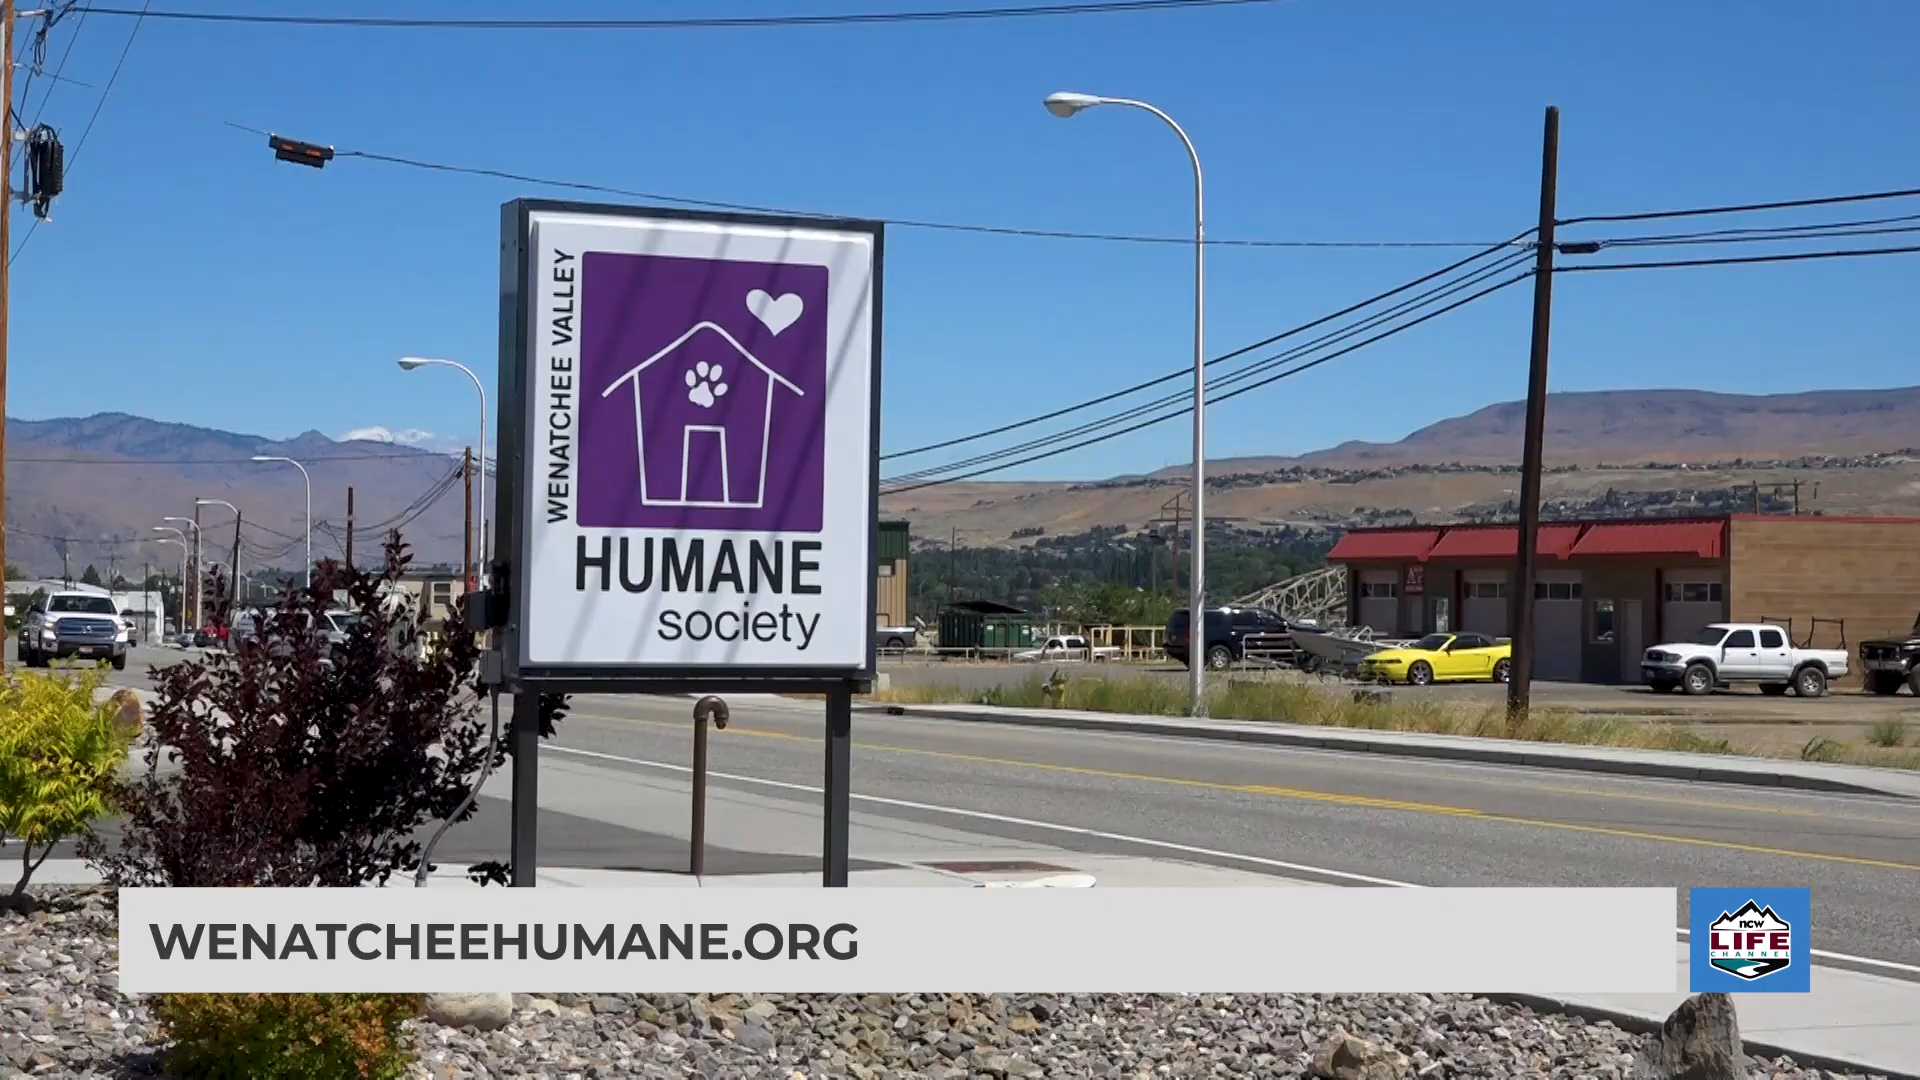 WENATCHEE VALLEY
HUMANE
society
WENATCHEEHUMANE.ORG
ncw
LIFE
CHANNEL